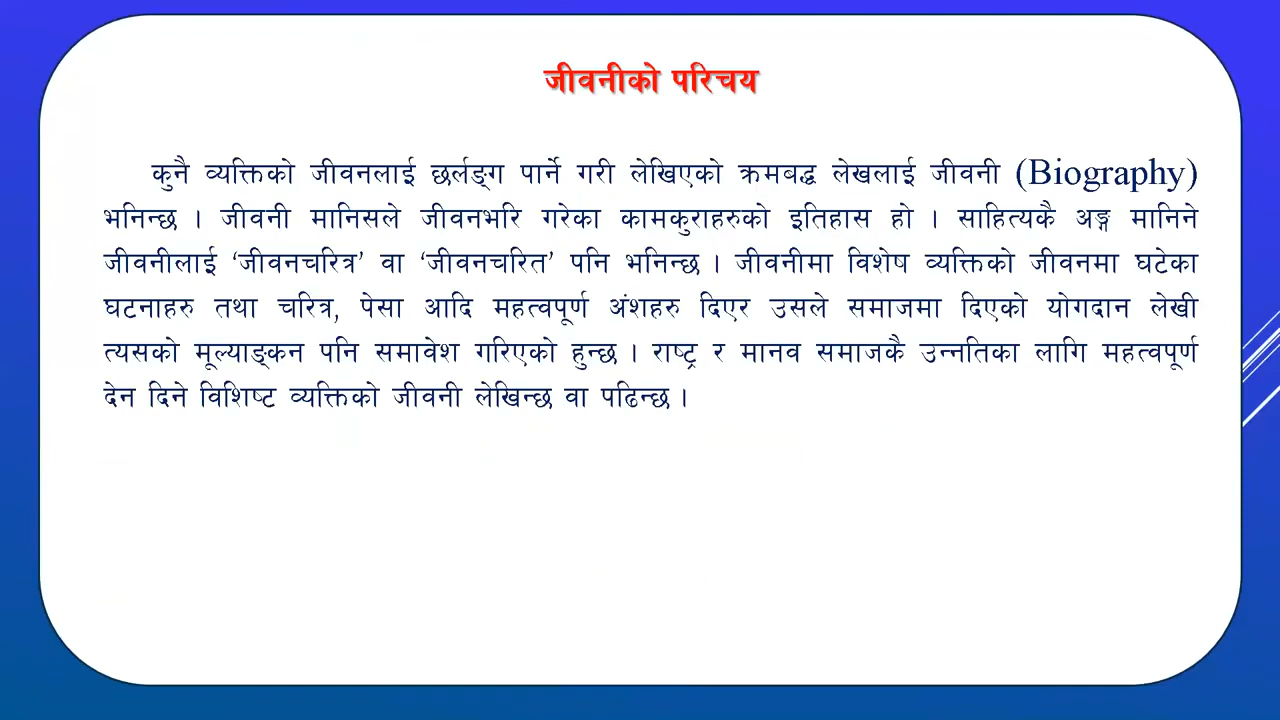 जीवनीको परिचय
कुनै व्यक्तिको जीवनलाई छर्लङ्ग पार्ने गरी लेखिएको क्रमबद्ध लेखलाई जीवनी (Biography)
भनिन्छ । जीवनी मानिसले जीवनभरि गरेका कामकुराहरुको इतिहास हो । साहित्यकै अङ्ग मानिने
जीवनीलाई ‘जीवनचरित्र’ वा ‘जीवनचरित’ पनि भनिन्छ । जीवनीमा विशेष व्यक्तिको जीवनमा घटेका
घटनाहरु तथा चरित्र, पेसा आदि महत्वपूर्ण अंशहरु दिएर उसले समाजमा दिएको योगदान लेखी
त्यसको मूल्याङ्कन पनि समावेश गरिएको हुन्छ । राष्ट्र र मानव समाजकै उन्नतिका लागि महत्वपूर्ण
देन दिने विशिष्ट व्यक्तिको जीवनी लेखिन्छ वा पढिन्छ ।